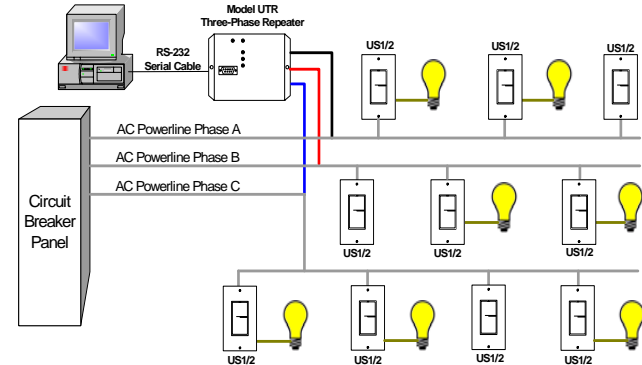 Model UTR
Three-Phase Repeater
RS-232
Serial Cable
US1/2
US1/2
US1/2
AC Powerline Phase A
AC Powerline Phase B
AC Powerline Phase C
Circuit
Breaker
Panel
US1/2
US1/2
US1/2
US1/2
US1/2
US1/2
US1/2